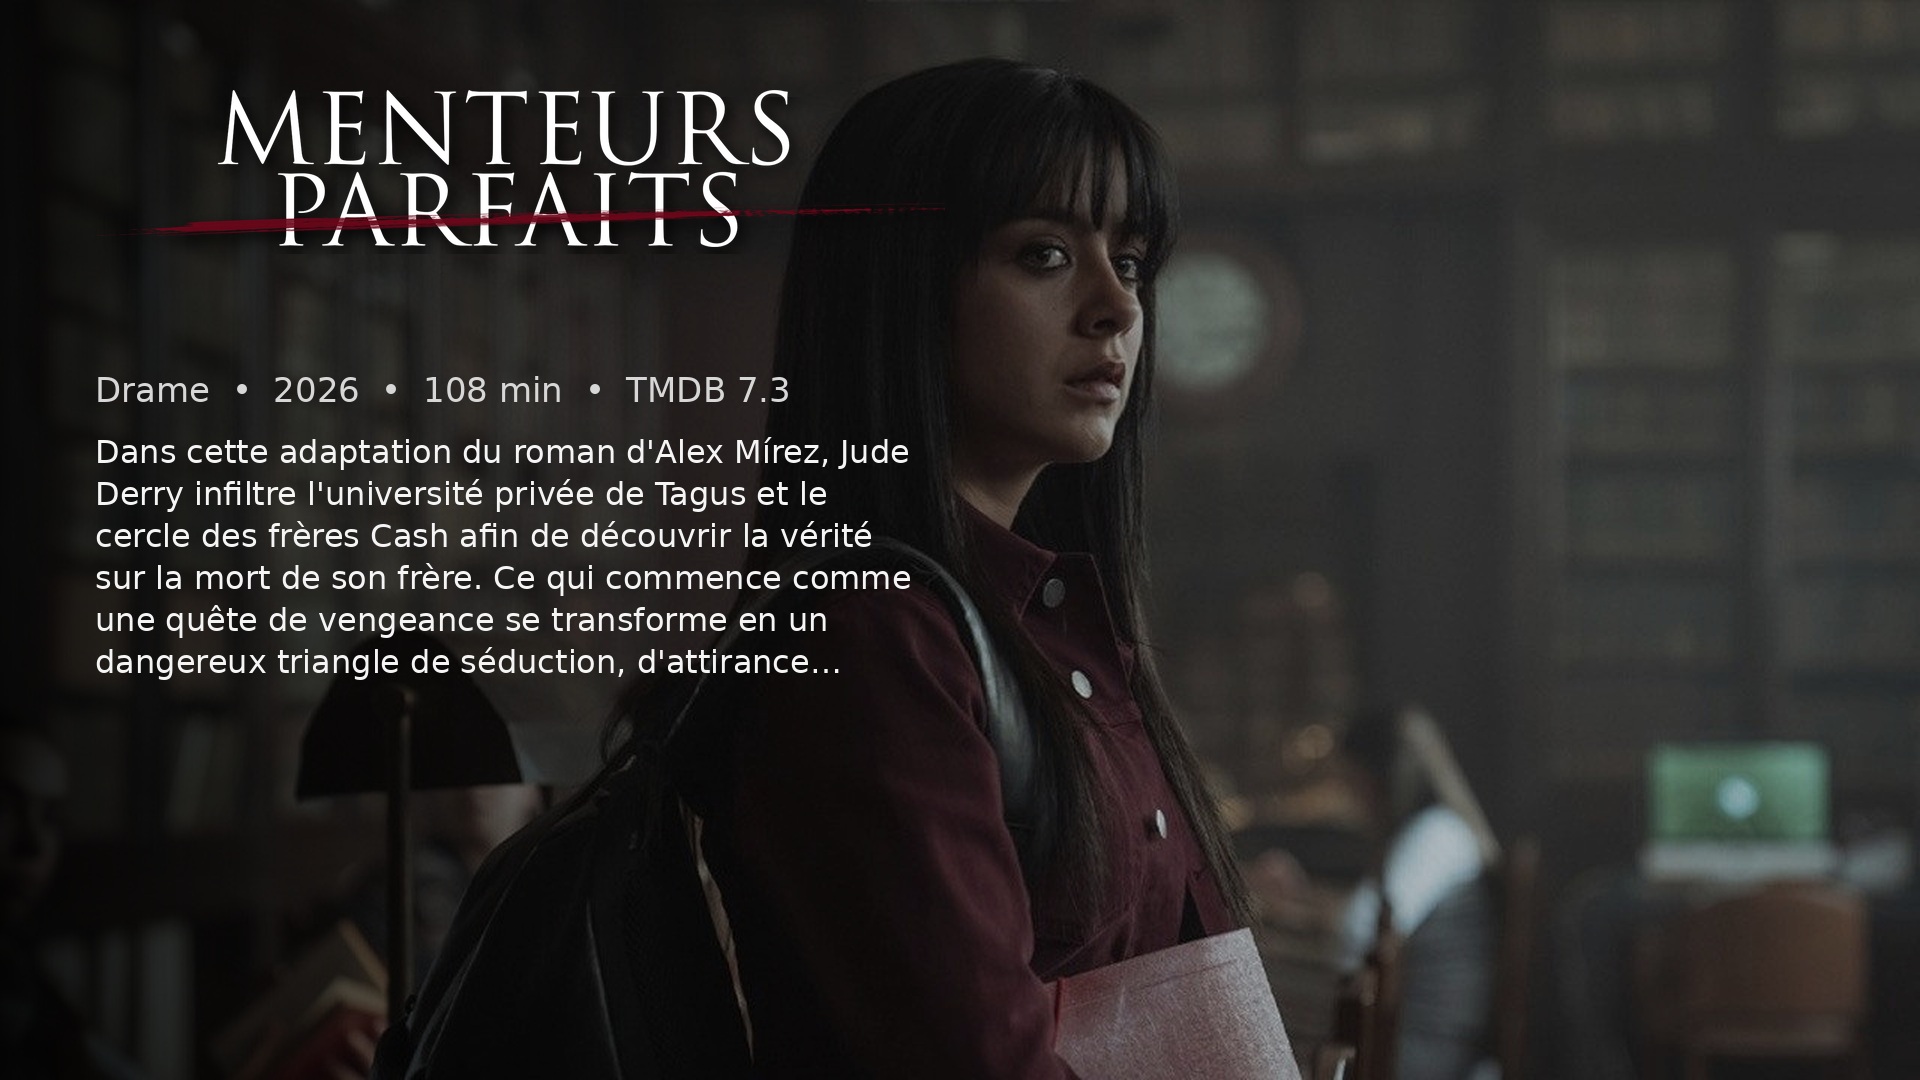 MENTEURS
PARFAITS
Drame • 2026 • 108 min • TMDB 7.3
Dans cette adaptation du roman d'Alex Mírez, Jude
Derry infiltre l'université privée de Tagus et le
cercle des frères Cash afin de découvrir la vérité
sur la mort de son frère. Ce qui commence comme
une quête de vengeance se transforme en un
dangereux triangle de séduction, d'attirance...